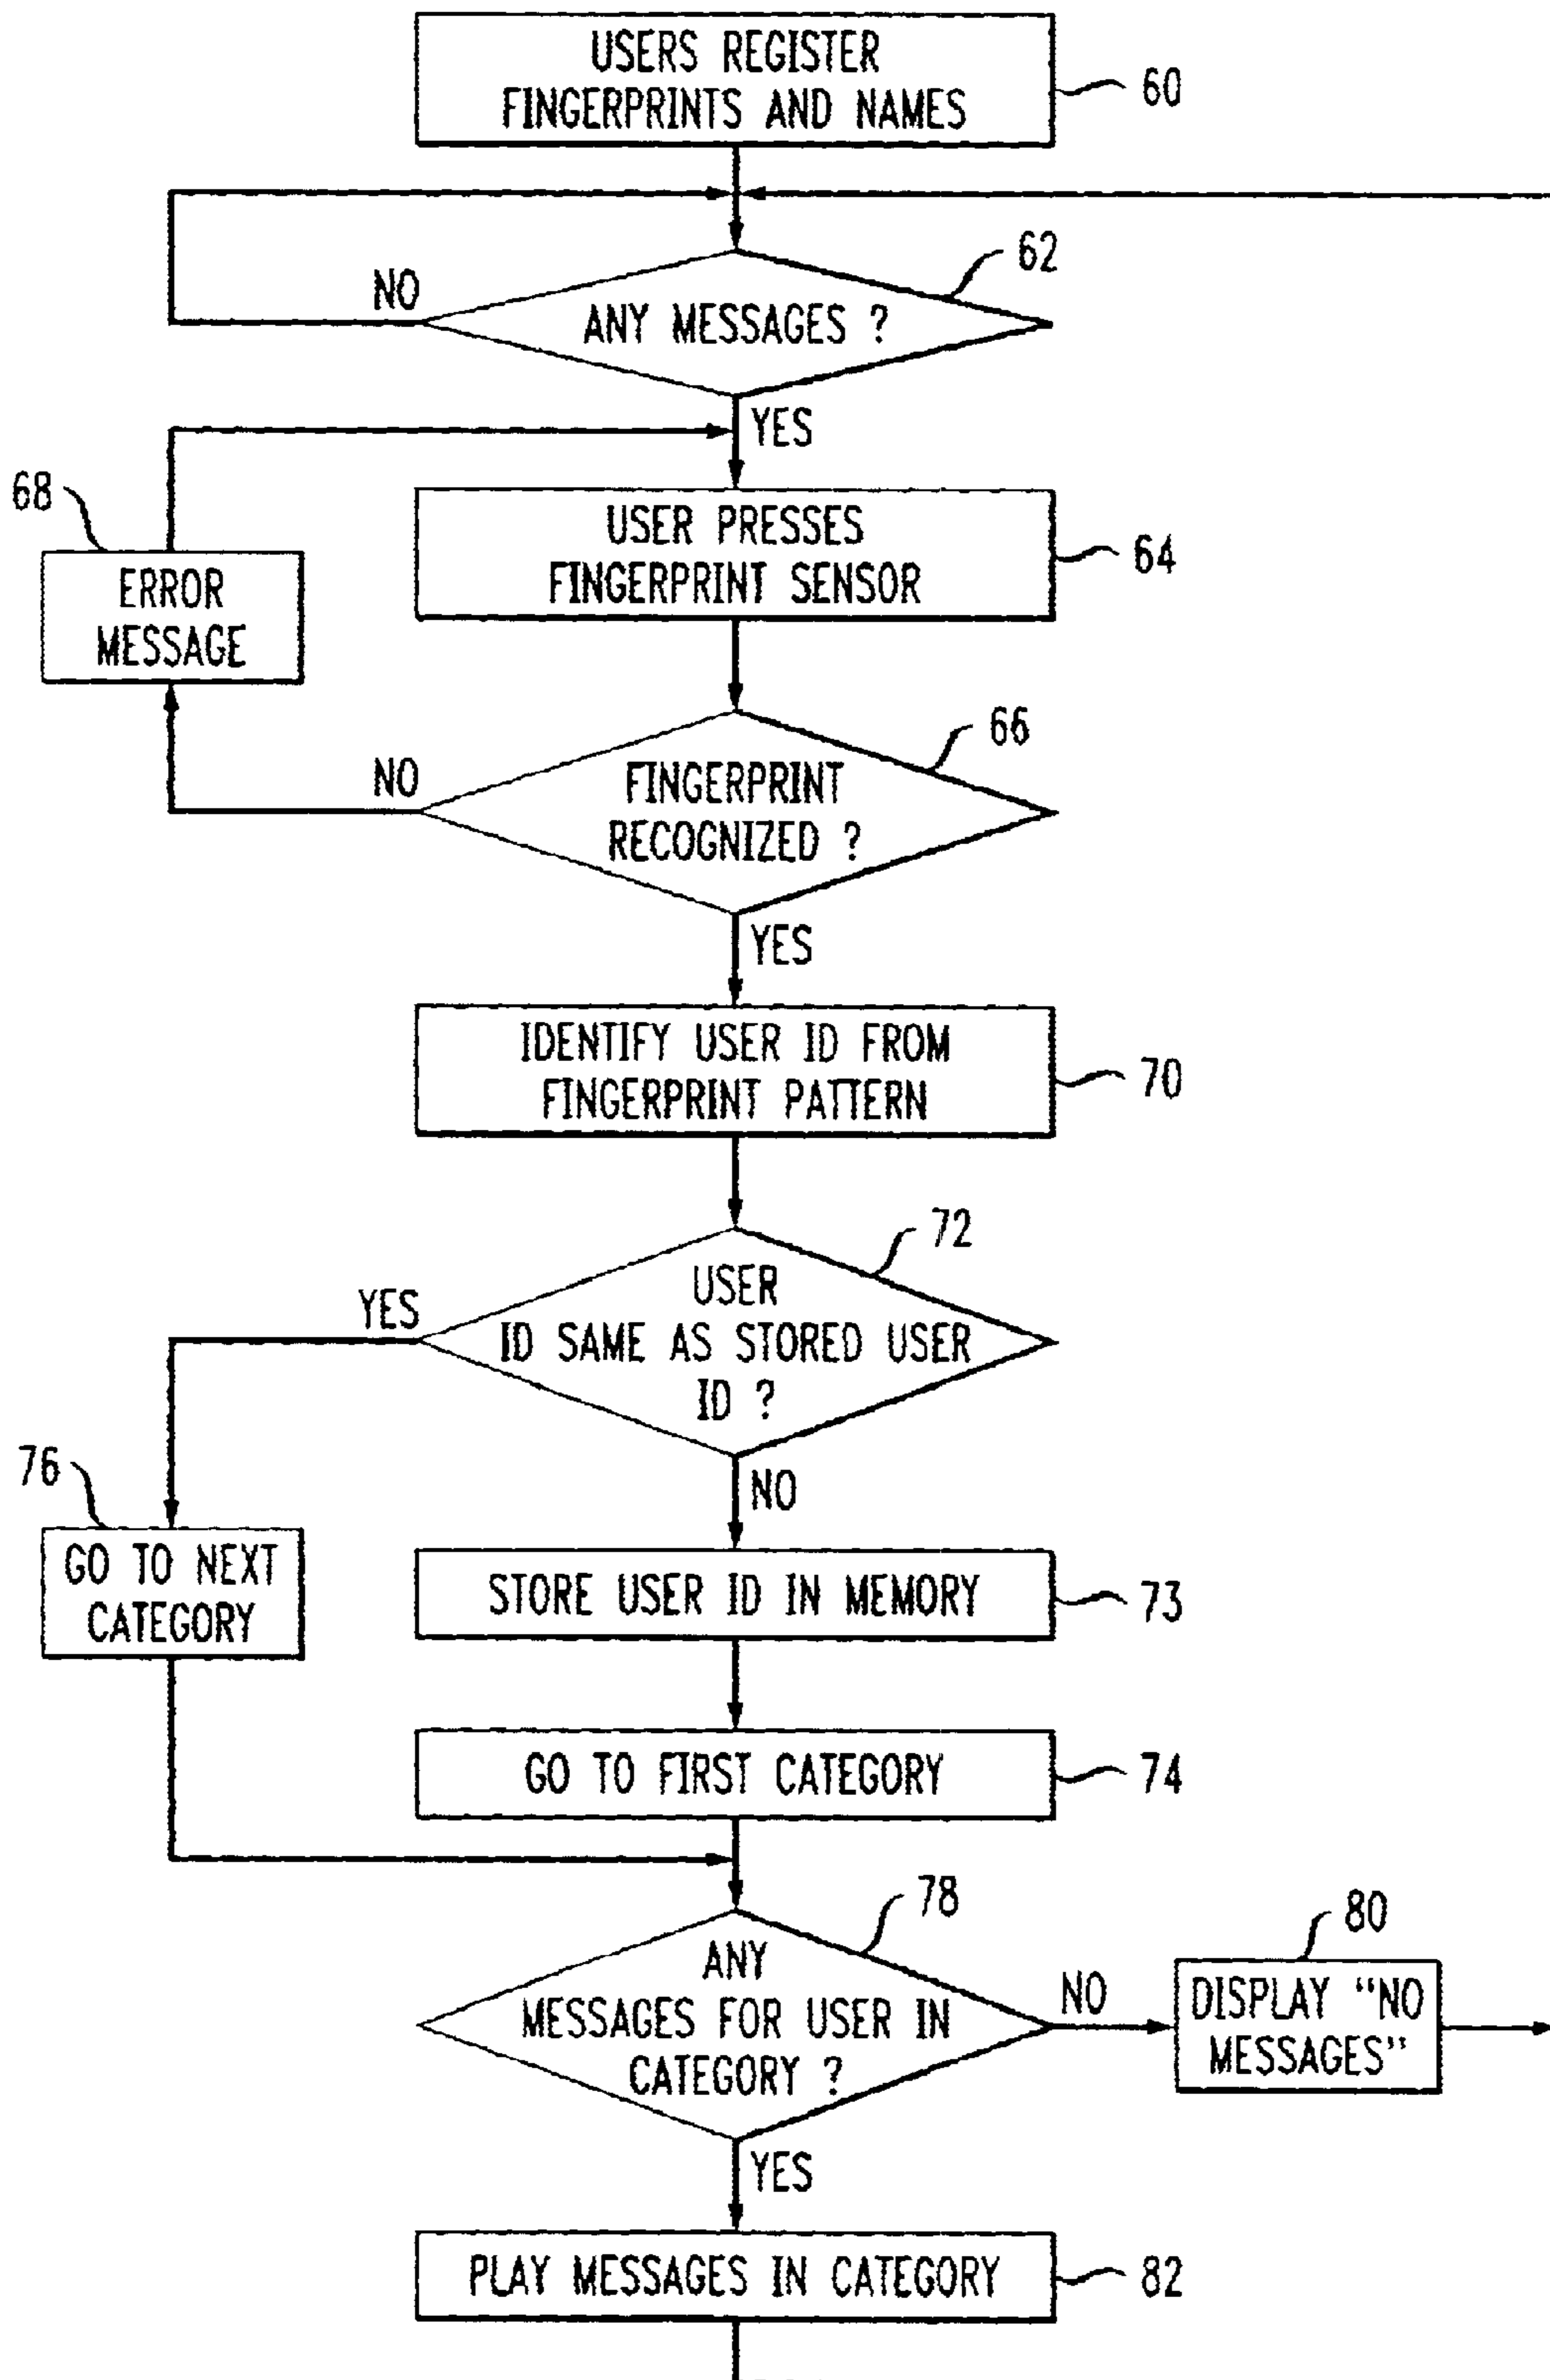 USERS REGISTER
FINGERPRINTS AND NAMES
60
62
NO
ANY MESSAGES ?
YES
68
ERROR
MESSAGE
USER PRESSES
FINGERPRINT SENSOR
64
66
NO
FINGERPRINT
RECOGNIZED ?
YES
IDENTIFY USER ID FROM
FINGERPRINT PATTERN
70
72
YES
USER
ID SAME AS STORED USER
ID ?
NO
76
GO TO NEXT
CATEGORY
STORE USER ID IN MEMORY
73
GO TO FIRST CATEGORY
74
78
ANY
MESSAGES FOR USER IN
CATEGORY ?
NO
80
DISPLAY "NO
MESSAGES"
YES
PLAY MESSAGES IN CATEGORY
82